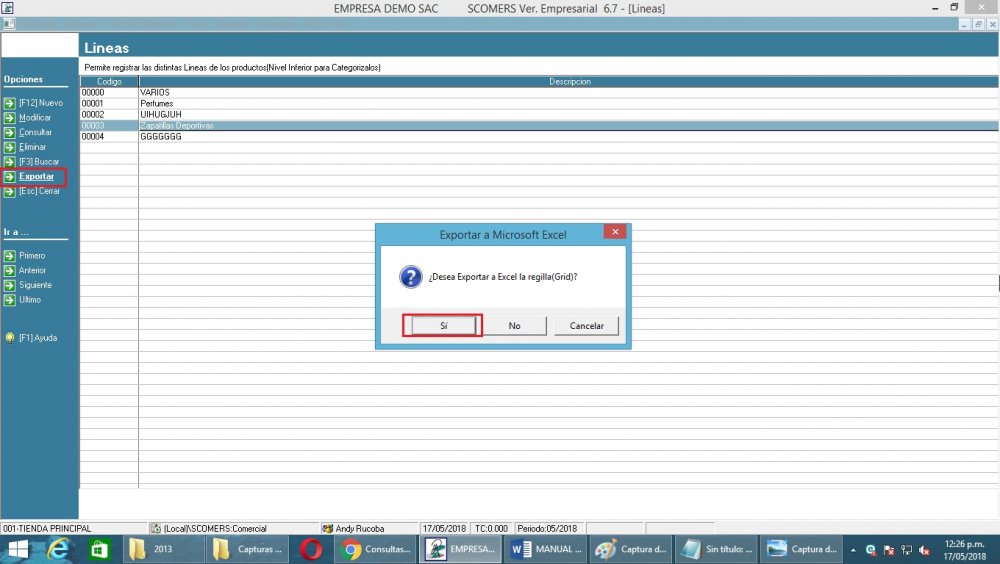 EMPRESA DEMO SAC SCOMERS Ver. Empresarial 6.7 - [Lineas]
Lineas
Permite registrar las distintas Lineas de los productos(Nivel Inferior para Categorizalos)
Opciones
[F12] Nuevo
Modificar
Consultar
Eliminar
[F3] Buscar
Exportar
[Esc] Cerrar
Ir a ...
Primero
Anterior
Siguiente
Ultimo
[F1] Ayuda
Codigo Descripcion
00000 VARIOS
00001 Perfumes
00002 UIHUGJUH
00003 Zapatillas Deportivas
00004 GGGGGGG
Exportar a Microsoft Excel
¿Desea Exportar a Excel la regilla(Grid)?
Sí No Cancelar
001-TIENDA PRINCIPAL (Local)\SCOMERS:Comercial Andy Rucoba 17/05/2018 TC:0.000 Periodo:05/2018
2013 Capturas ... Consultas... EMPRESA... MANUAL ... Captura d... Sin título: ... Captura d...
12:26 p.m.
17/05/2018